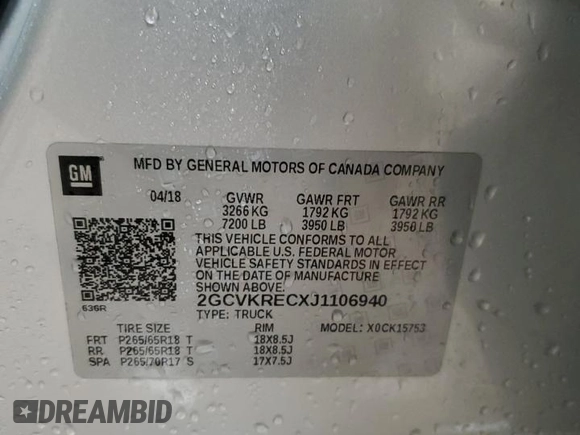 GM
MFD BY GENERAL MOTORS OF CANADA COMPANY
04/18 GVWR GAWR FRT GAWR RR
3266 KG 1792 KG 1792 KG
7200 LB 3950 LB 3950 LB
THIS VEHICLE CONFORMS TO ALL
APPLICABLE U.S. FEDERAL MOTOR
VEHICLE SAFETY STANDARDS IN EFFECT
ON THE DATE OF MANUFACTURE
SHOWN ABOVE.
636R
2GCVKRECXJ1106940
TYPE: TRUCK MODEL: X0CK15753
TIRE SIZE RIM
FRT P265/65R18 T 18X8.5J
RR P265/65R18 T 18X8.5J
SPA P265/70R17 S 17X7.5J
DREAMBID